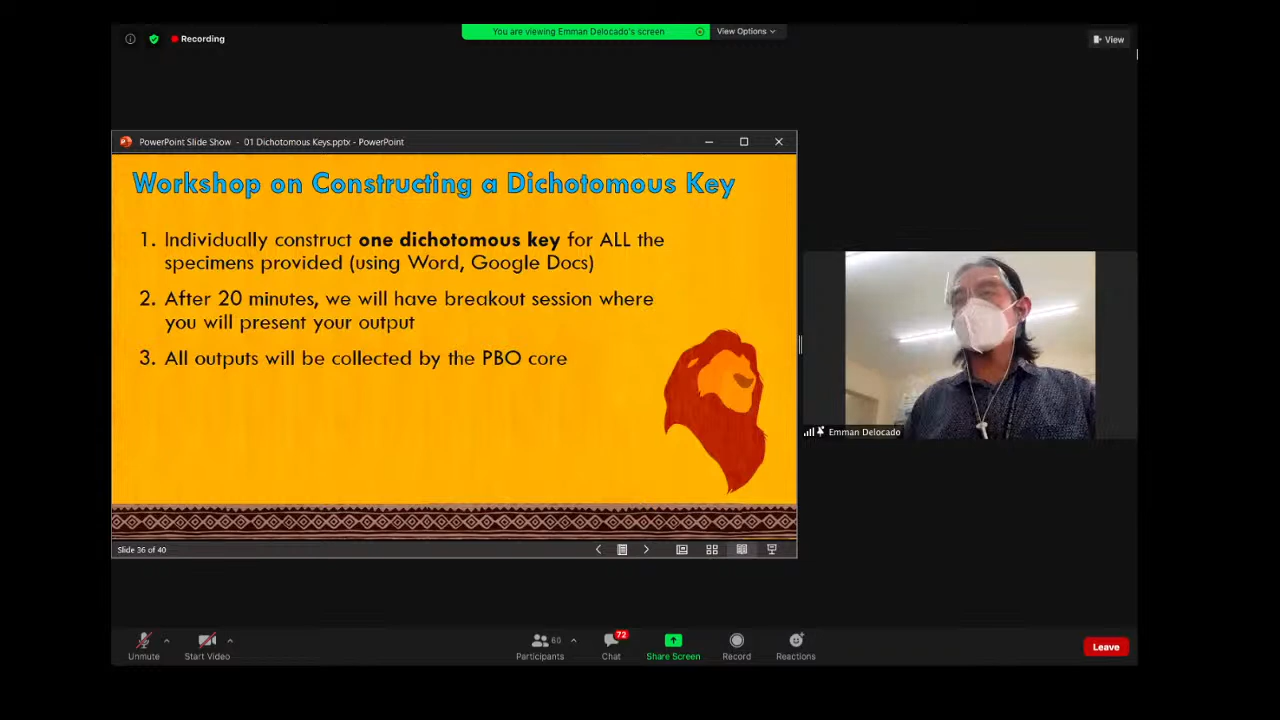 You are viewing Emman Delocado's screen
View Options
Recording
View
PowerPoint Slide Show - 01 Dichotomous Keys.pptx - PowerPoint
Workshop on Constructing a Dichotomous Key
1. Individually construct one dichotomous key for ALL the
specimens provided (using Word, Google Docs)
2. After 20 minutes, we will have breakout session where
you will present your output
3. All outputs will be collected by the PBO core
Emman Delocado
Slide 36 of 40
Unmute
Start Video
60
Participants
72
Chat
Share Screen
Record
Reactions
Leave